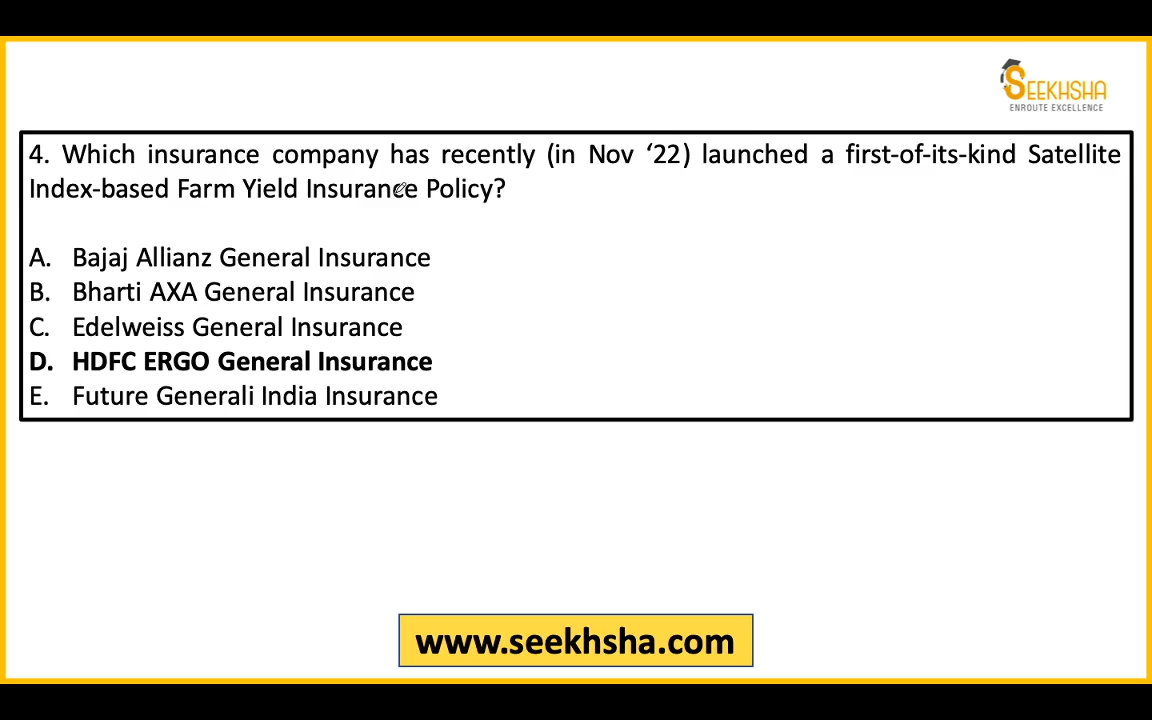 SEEKHSHA
ENROUTE EXCELLENCE
4. Which insurance company has recently (in Nov ‘22) launched a first-of-its-kind Satellite
Index-based Farm Yield Insurance Policy?
A. Bajaj Allianz General Insurance
B. Bharti AXA General Insurance
C. Edelweiss General Insurance
D. HDFC ERGO General Insurance
E. Future Generali India Insurance
www.seekhsha.com